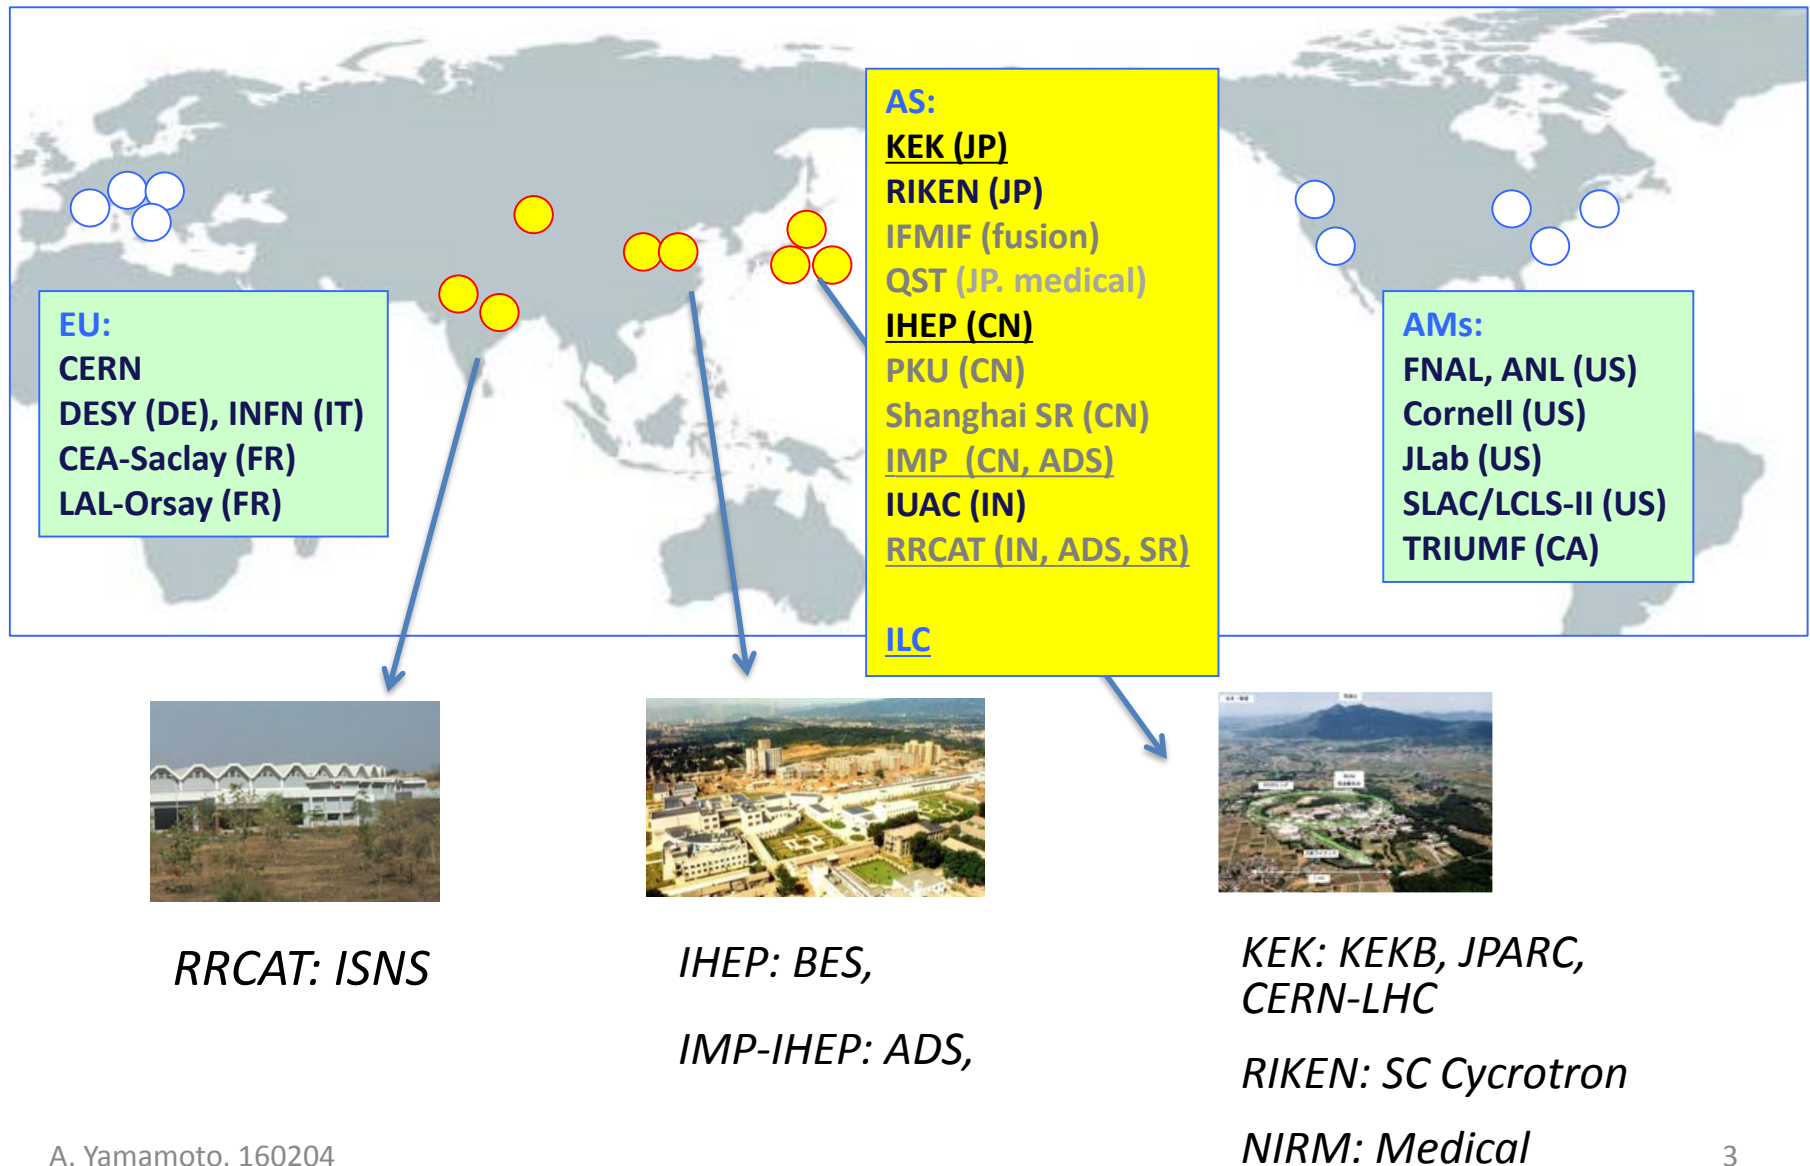 EU:
CERN
DESY (DE), INFN (IT)
CEA-Saclay (FR)
LAL-Orsay (FR)
AS:
KEK (JP)
RIKEN (JP)
IFMIF (fusion)
QST (JP. medical)
IHEP (CN)
PKU (CN)
Shanghai SR (CN)
IMP (CN, ADS)
IUAC (IN)
RRCAT (IN, ADS, SR)
ILC
AMs:
FNAL, ANL (US)
Cornell (US)
JLab (US)
SLAC/LCLS-II (US)
TRIUMF (CA)
RRCAT: ISNS
IHEP: BES,
IMP-IHEP: ADS,
KEK: KEKB, JPARC,
CERN-LHC
RIKEN: SC Cycrotron
NIRM: Medical
A. Yamamoto, 160204
3